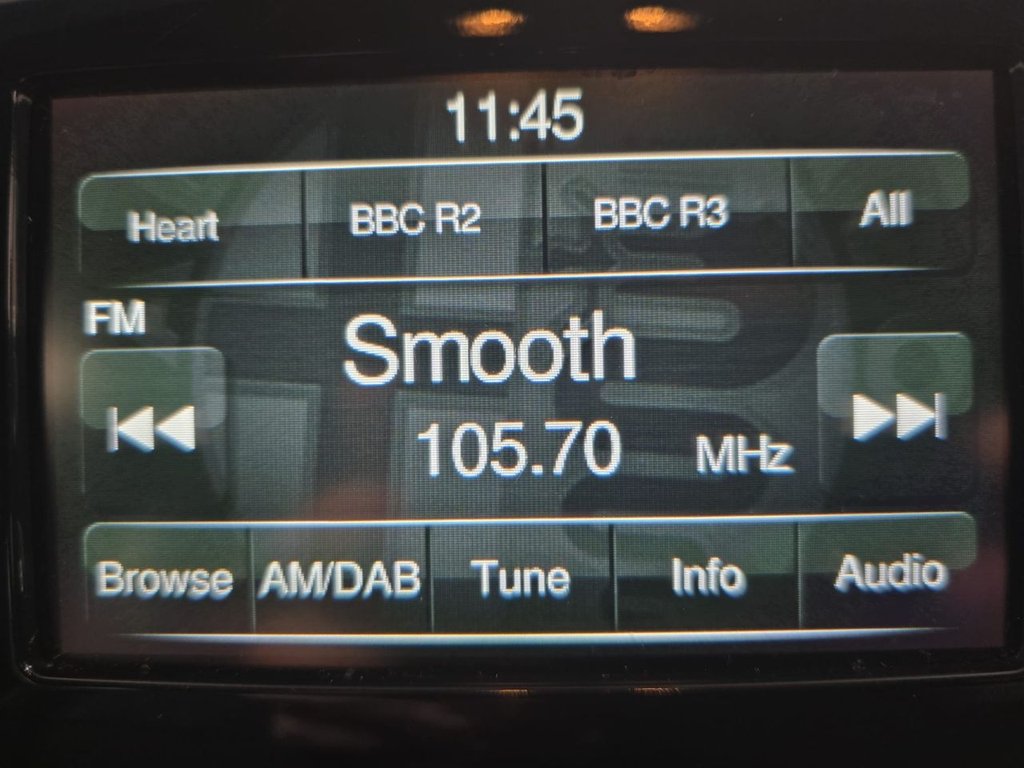 11:45
Heart BBC R2 BBC R3 All
FM
Smooth
105.70 MHz
Browse AM/DAB Tune Info Audio